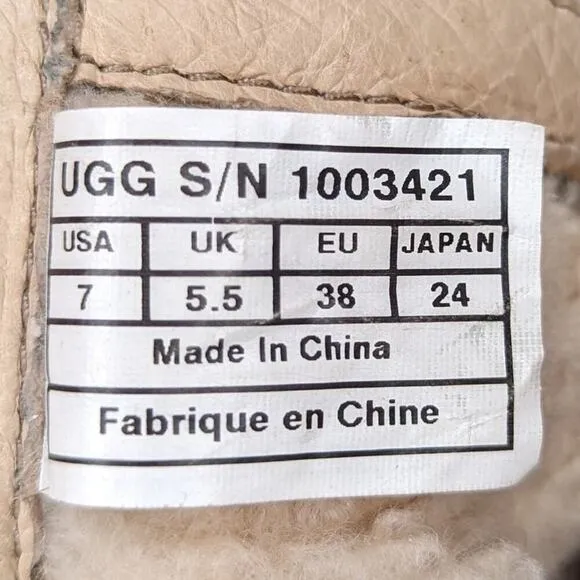 UGG S/N 1003421
USA UK EU JAPAN
7 5.5 38 24
Made In China
Fabrique en Chine